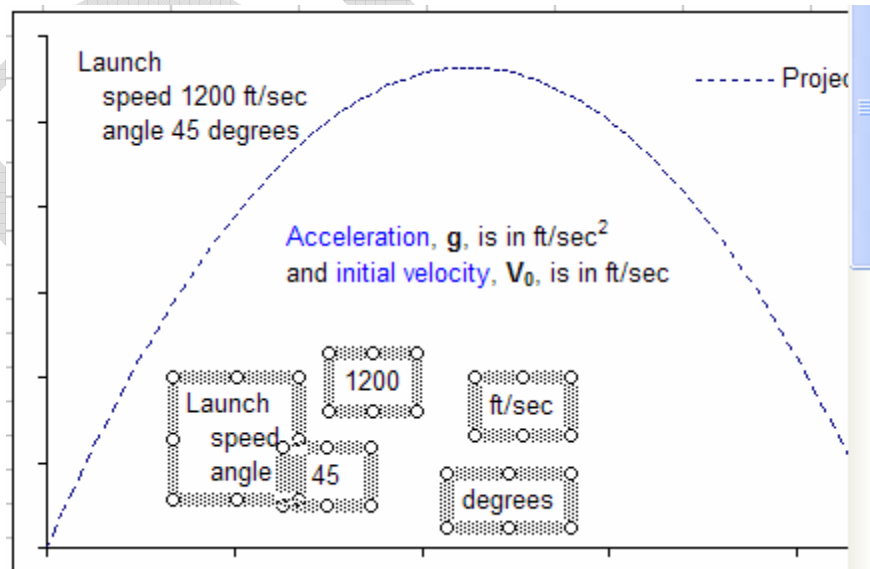 Launch
speed 1200 ft/sec
angle 45 degrees
Projec
Acceleration, g, is in ft/sec²
and initial velocity, V₀, is in ft/sec
1200
Launch
speed
angle
45
ft/sec
degrees